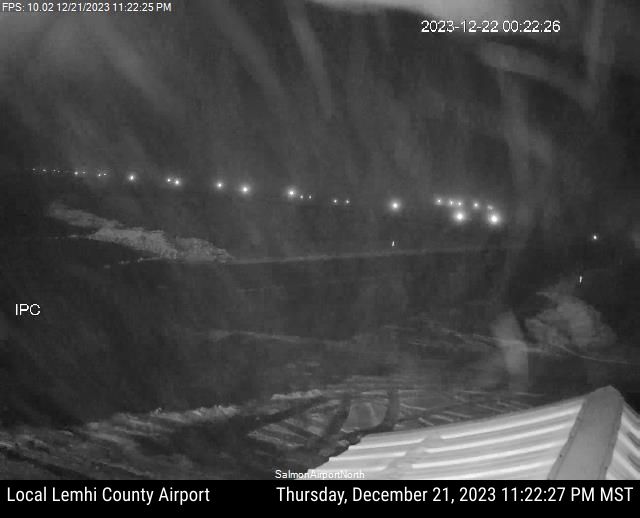 FPS: 10.02 12/21/2023 11:22:25 PM
2023-12-22 00:22:26
IPC
SalmonAirportNorth
Local Lemhi County Airport Thursday, December 21, 2023 11:22:27 PM MST